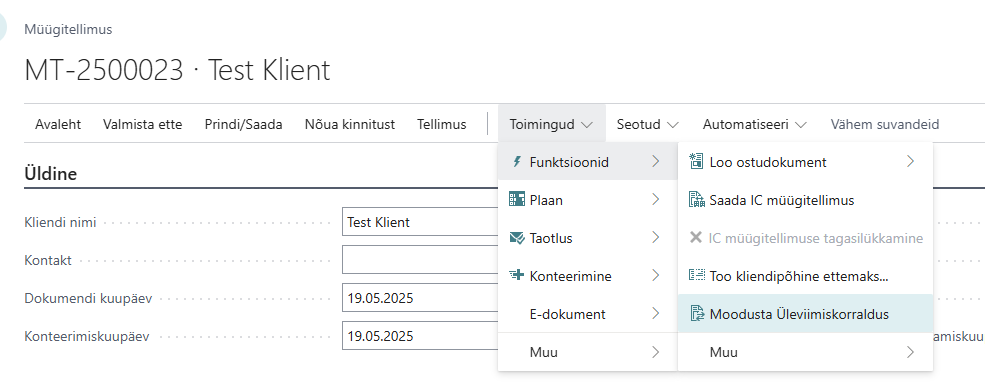 Müügitellimus
MT-2500023 · Test Klient
Avaleht Valmista ette Prindi/Saada Nõua kinnitust Tellimus Toimingud Seotud Automatiseeri Vähem suvandeid
Üldine
Kliendi nimi Test Klient
Kontakt
Dokumendi kuupäev 19.05.2025
Konteerimiskuupäev 19.05.2025
Funktsioonid
Plaan
Taotlus
Konteerimine
E-dokument
Muu
Loo ostudokument
Saada IC müügitellimus
IC müügitellimuse tagasilükkamine
Too kliendipõhine ettemaks...
Moodusta Üleviimiskorraldus
Muu
amiskuu